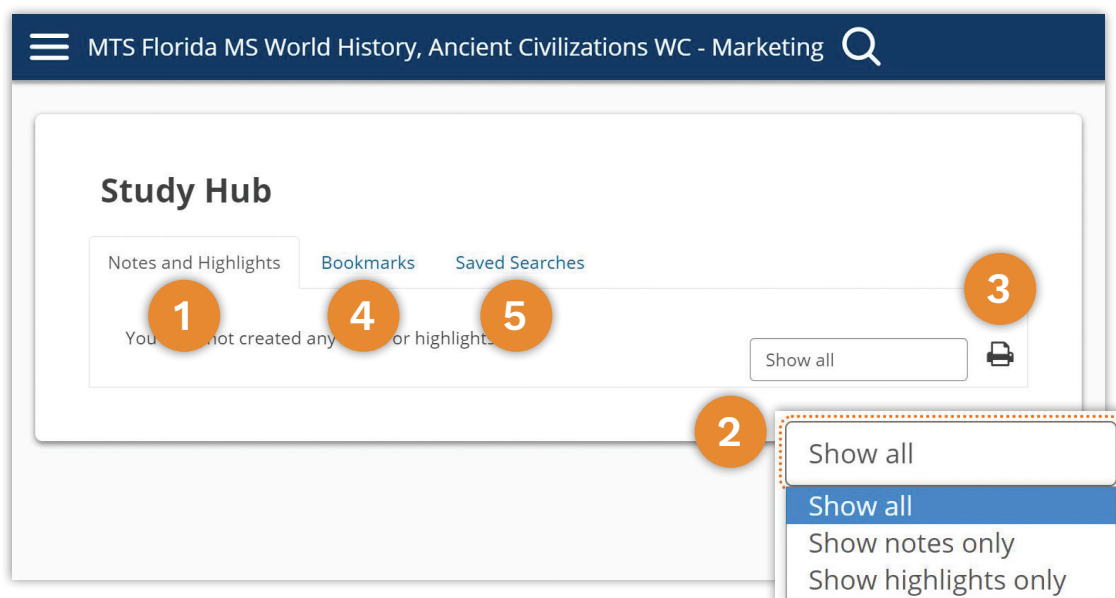 MTS Florida MS World History, Ancient Civilizations WC - Marketing
Study Hub
Notes and Highlights Bookmarks Saved Searches
1 4 5 3
You not created any or highlights
Show all
2
Show all
Show all
Show notes only
Show highlights only